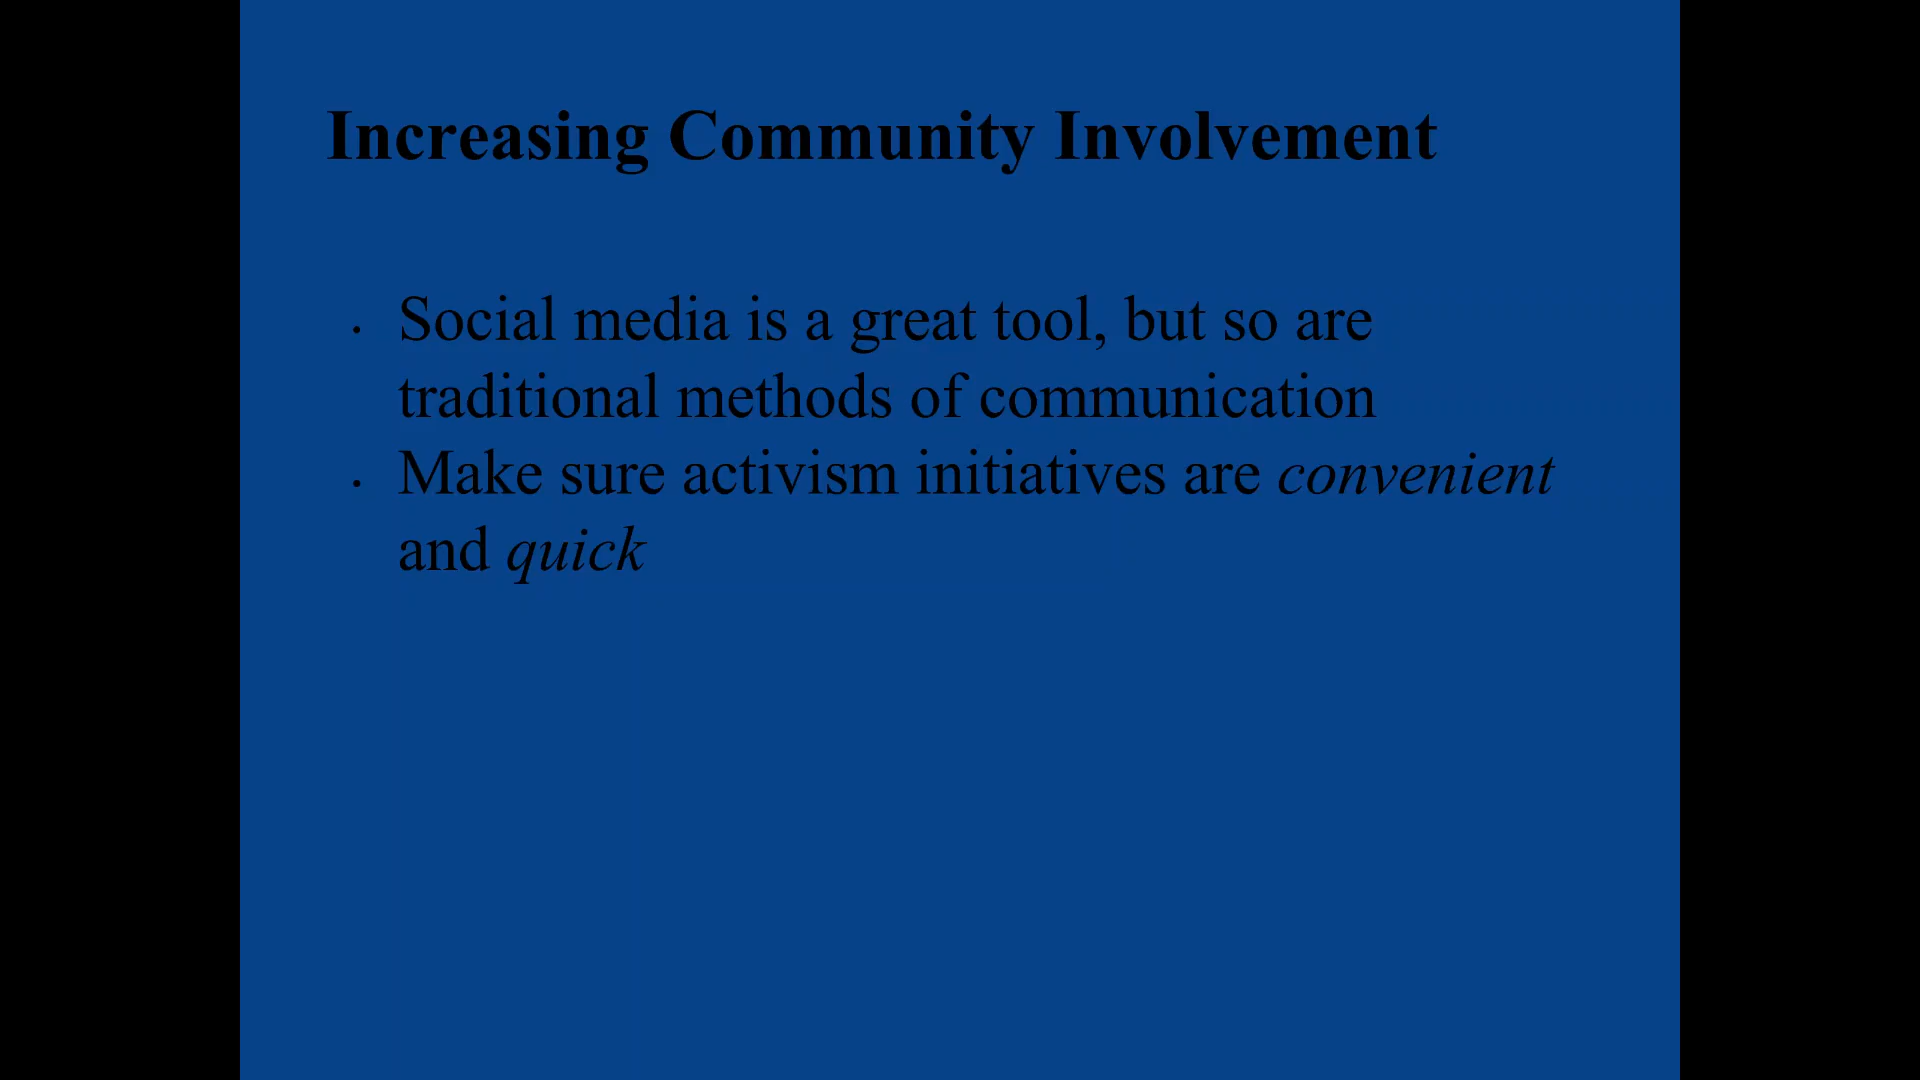 Increasing Community Involvement
• Social media is a great tool, but so are
traditional methods of communication
• Make sure activism initiatives are convenient
and quick